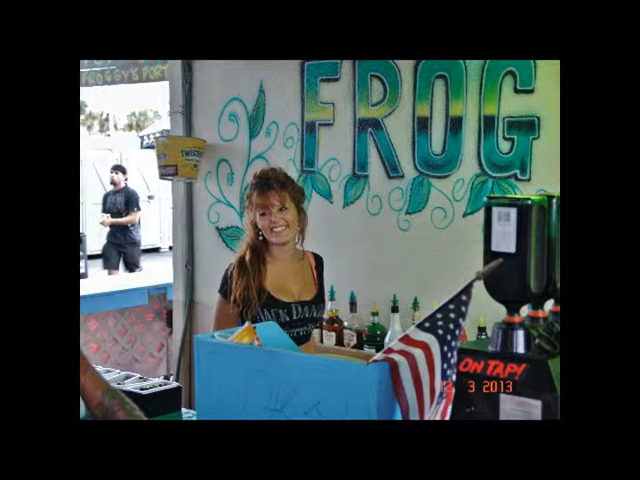 FROGGY'S PORT
FROG
TWISTED
JACK DANI
ON TAP!
3 2013